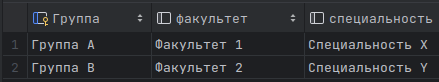 Группа факультет специальность
1 Группа A Факультет 1 Специальность X
2 Группа B Факультет 2 Специальность Y